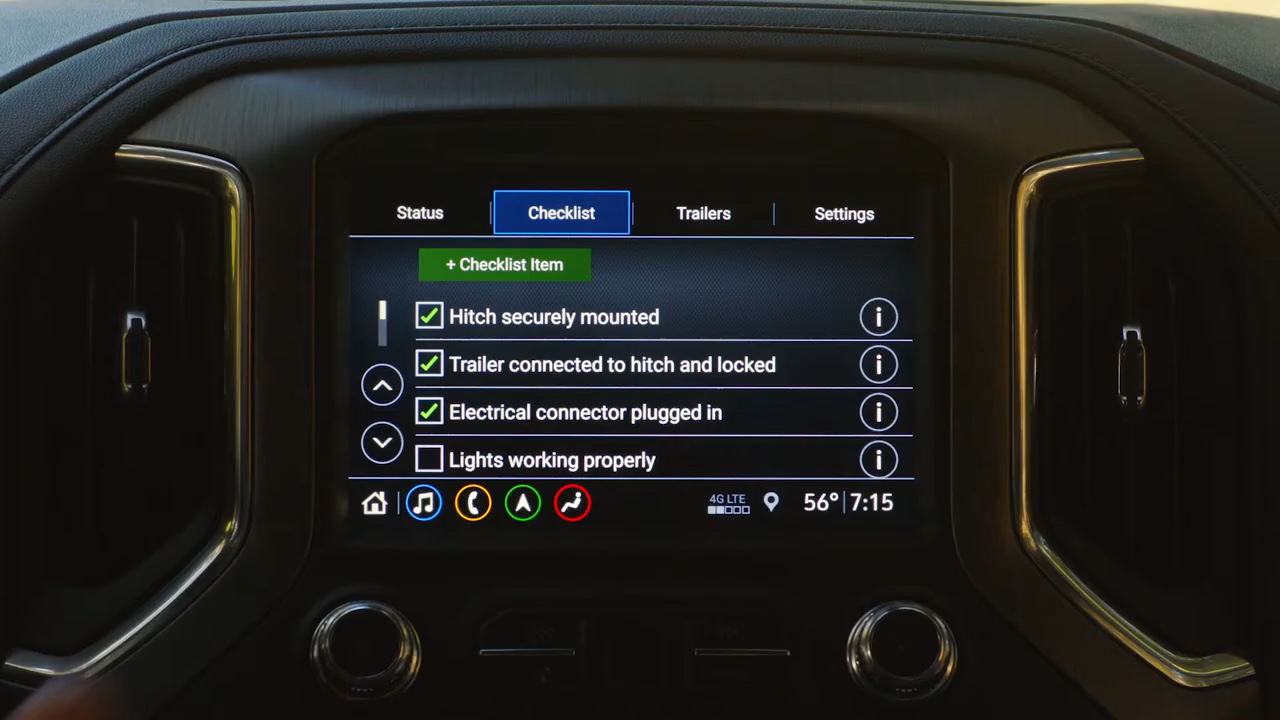 Status Checklist Trailers Settings
+ Checklist Item
Hitch securely mounted
Trailer connected to hitch and locked
Electrical connector plugged in
Lights working properly
4G LTE 56° 7:15